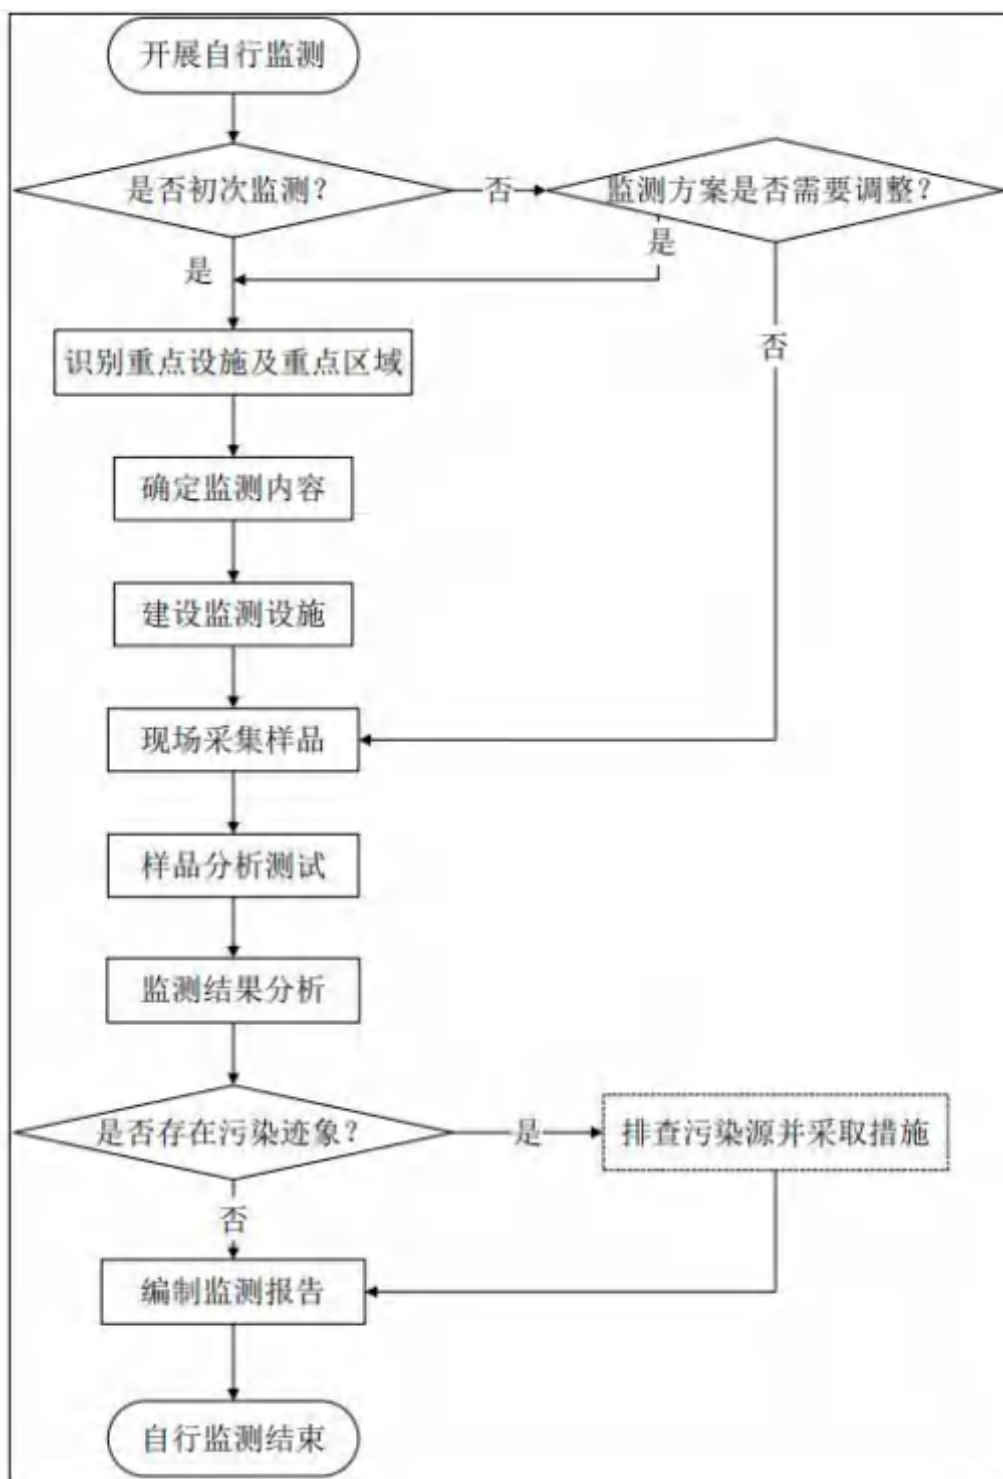 开展自行监测
是否初次监测?
否
监测方案是否需要调整?
是
是
识别重点设施及重点区域
否
确定监测内容
建设监测设施
现场采集样品
样品分析测试
监测结果分析
是否存在污染迹象?
是
排查污染源并采取措施
否
编制监测报告
自行监测结束